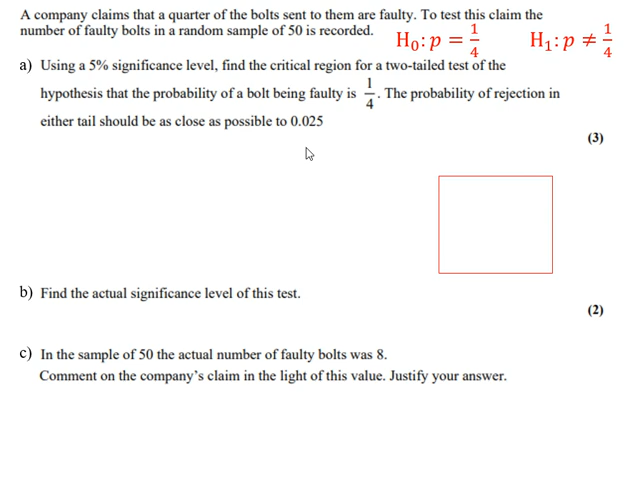 A company claims that a quarter of the bolts sent to them are faulty. To test this claim the
number of faulty bolts in a random sample of 50 is recorded. H₀: p = 1/4 H₁: p ≠ 1/4
a) Using a 5% significance level, find the critical region for a two-tailed test of the
hypothesis that the probability of a bolt being faulty is 1/4. The probability of rejection in
either tail should be as close as possible to 0.025
(3)
b) Find the actual significance level of this test.
(2)
c) In the sample of 50 the actual number of faulty bolts was 8.
Comment on the company's claim in the light of this value. Justify your answer.